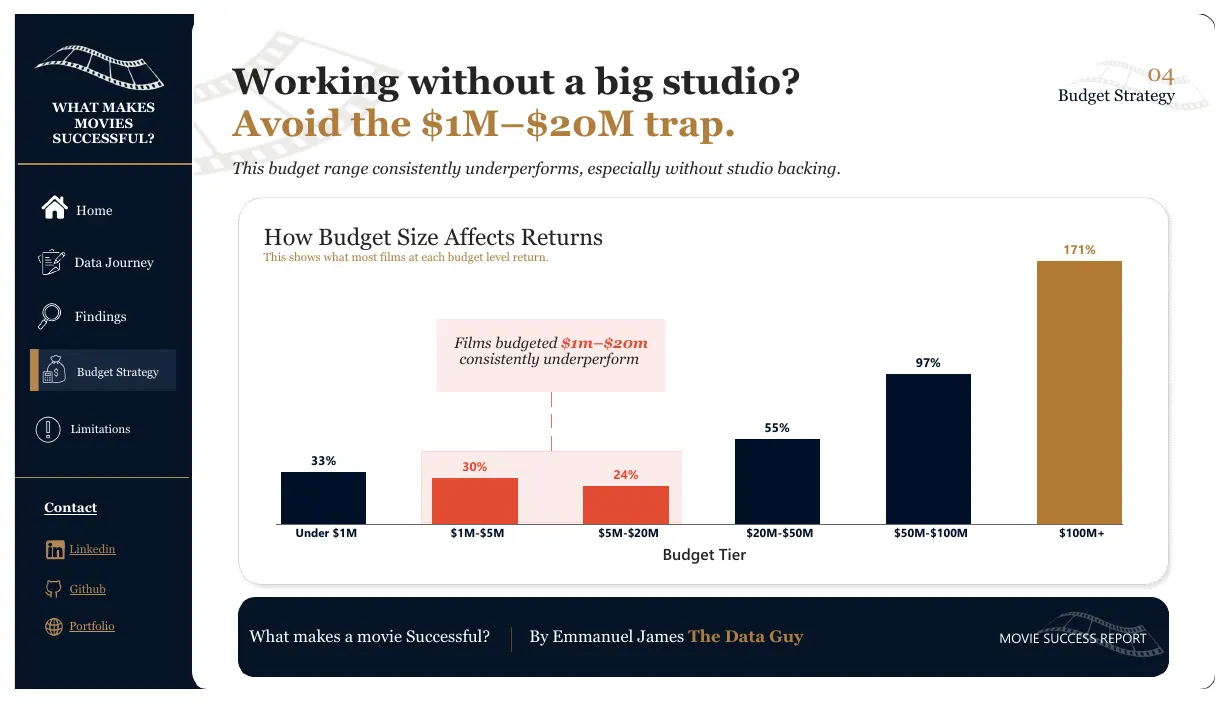 WHAT MAKES
MOVIES
SUCCESSFUL?
Home
Data Journey
Findings
Budget Strategy
Limitations
Contact
Linkedin
Github
Portfolio
Working without a big studio?
Avoid the $1M–$20M trap.
This budget range consistently underperforms, especially without studio backing.
04
Budget Strategy
How Budget Size Affects Returns
This shows what most films at each budget level return.
Films budgeted $1m–$20m
consistently underperform
33%
30%
24%
55%
97%
171%
Under $1M
$1M-$5M
$5M-$20M
$20M-$50M
$50M-$100M
$100M+
Budget Tier
What makes a movie Successful?
By Emmanuel James The Data Guy
MOVIE SUCCESS REPORT